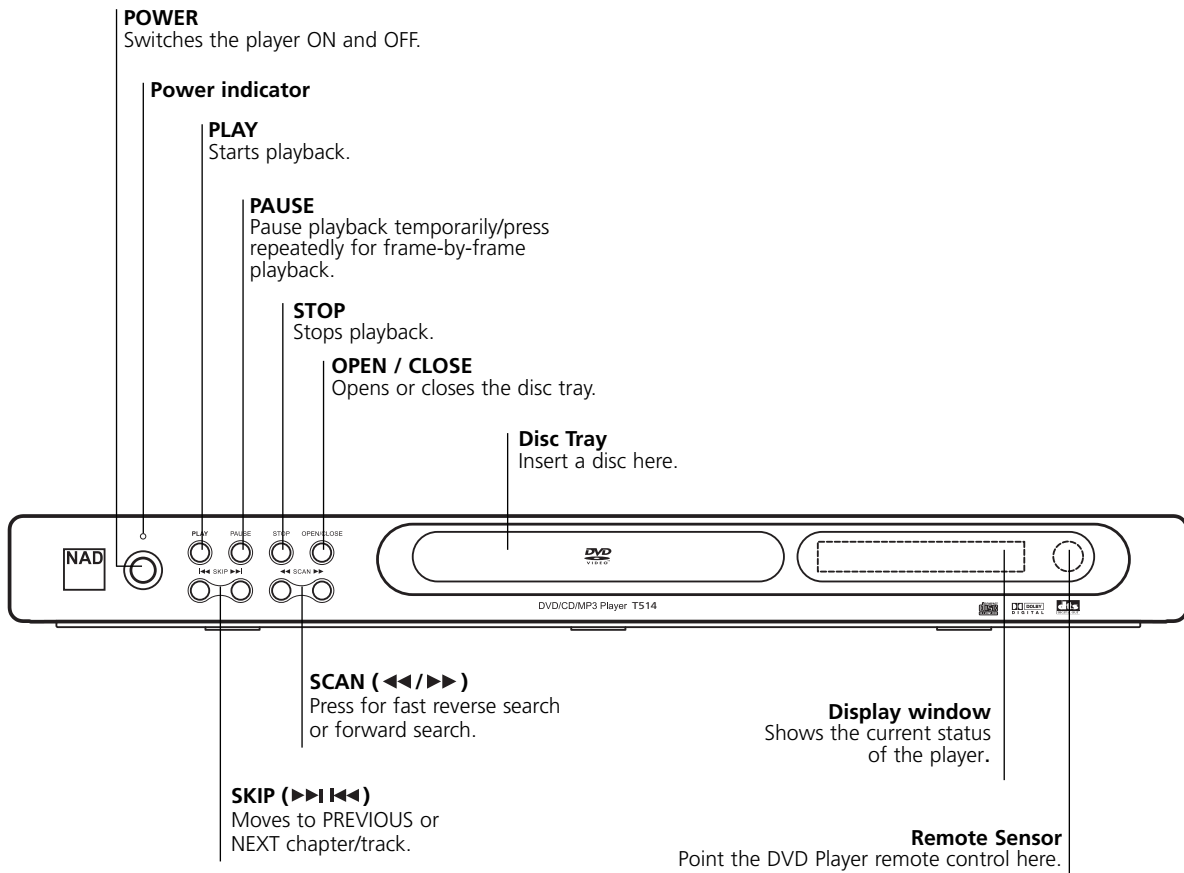 POWER
Switches the player ON and OFF.
Power indicator
PLAY
Starts playback.
PAUSE
Pause playback temporarily/press
repeatedly for frame-by-frame
playback.
STOP
Stops playback.
OPEN / CLOSE
Opens or closes the disc tray.
Disc Tray
Insert a disc here.
NAD
PLAY PAUSE STOP OPEN/CLOSE
⏮ SKIP ⏭ ◀◀ SCAN ▶▶
DVD
VIDEO
DVD/CD/MP3 Player T514
DOLBY
DIGITAL
SCAN (◀◀/▶▶)
Press for fast reverse search
or forward search.
Display window
Shows the current status
of the player.
SKIP (▶▶I I◀◀)
Moves to PREVIOUS or
NEXT chapter/track.
Remote Sensor
Point the DVD Player remote control here.